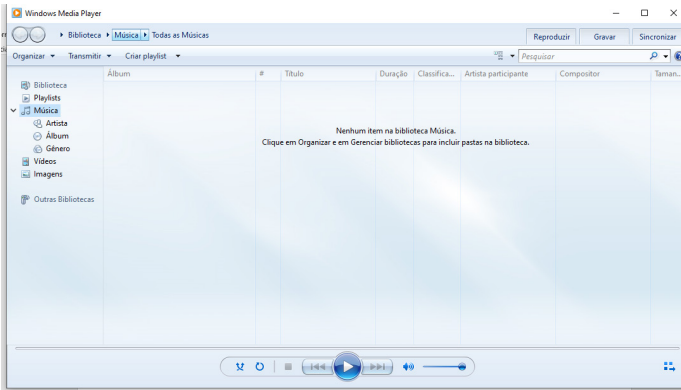 Windows Media Player
Biblioteca Música Todas as Músicas
Reproduzir Gravar Sincronizar
Organizar Transmitir Criar playlist Pesquisar
Álbum # Título Duração Classifica... Artista participante Compositor Taman...
Biblioteca
Playlists
Música
Artista
Álbum
Gênero
Vídeos
Imagens
Outras Bibliotecas
Nenhum item na biblioteca Música.
Clique em Organizar e em Gerenciar bibliotecas para incluir pastas na biblioteca.